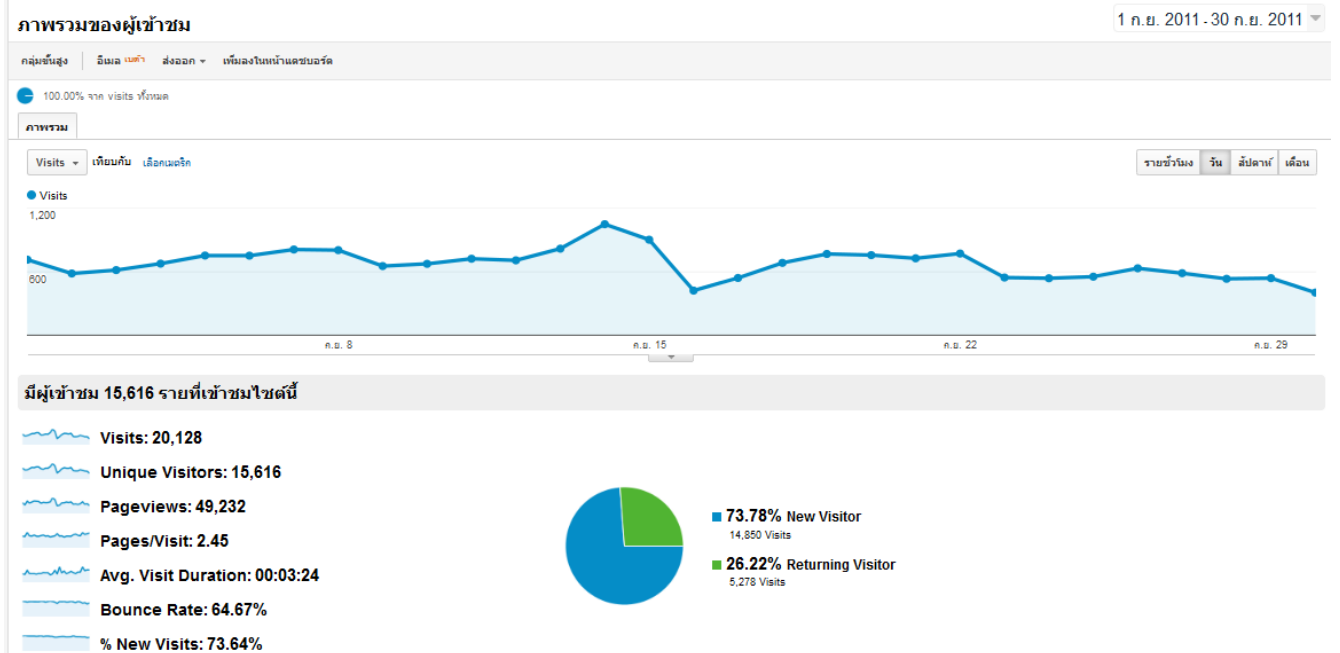 ภาพรวมของผู้เข้าชม
1 ก.ย. 2011 - 30 ก.ย. 2011
กลุ่มขั้นสูง อีเมล เบต้า ส่งออก เพิ่มลงในหน้าแดชบอร์ด
100.00% จาก visits ทั้งหมด
ภาพรวม
Visits เทียบกับ เลือกเมตริก
รายชั่วโมง วัน สัปดาห์ เดือน
Visits
1,200
600
ก.ย. 8 ก.ย. 15 ก.ย. 22 ก.ย. 29
มีผู้เข้าชม 15,616 รายที่เข้าชมไซต์นี้
Visits: 20,128
Unique Visitors: 15,616
Pageviews: 49,232
Pages/Visit: 2.45
Avg. Visit Duration: 00:03:24
Bounce Rate: 64.67%
% New Visits: 73.64%
73.78% New Visitor
14,850 Visits
26.22% Returning Visitor
5,278 Visits